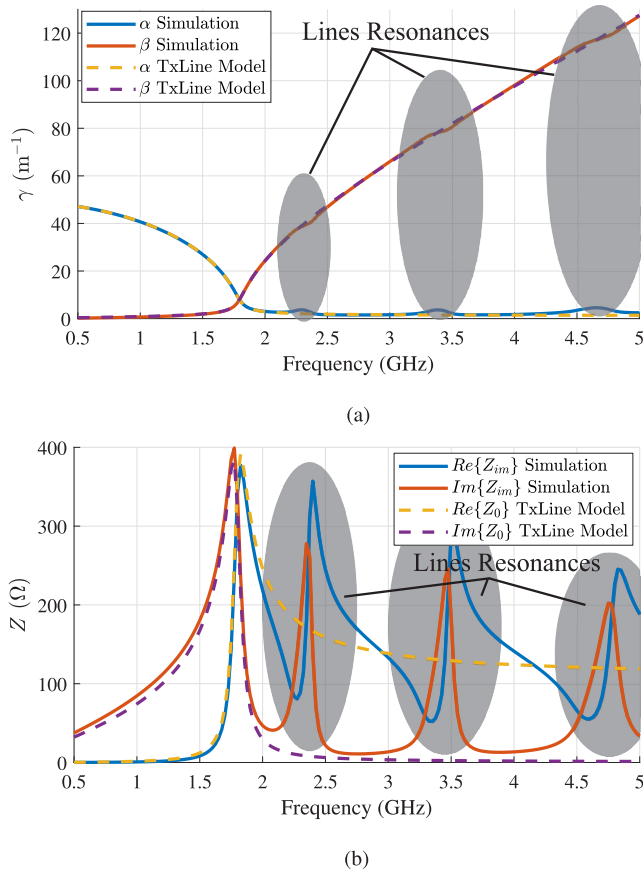 α Simulation
β Simulation
α TxLine Model
β TxLine Model
Lines Resonances
120
100
80
60
40
20
0
γ (m⁻¹)
0.5 1 1.5 2 2.5 3 3.5 4 4.5 5
Frequency (GHz)
(a)
Re{Z_im} Simulation
Im{Z_im} Simulation
Re{Z_0} TxLine Model
Im{Z_0} TxLine Model
Lines Resonances
400
300
200
100
0
Z (Ω)
0.5 1 1.5 2 2.5 3 3.5 4 4.5 5
Frequency (GHz)
(b)